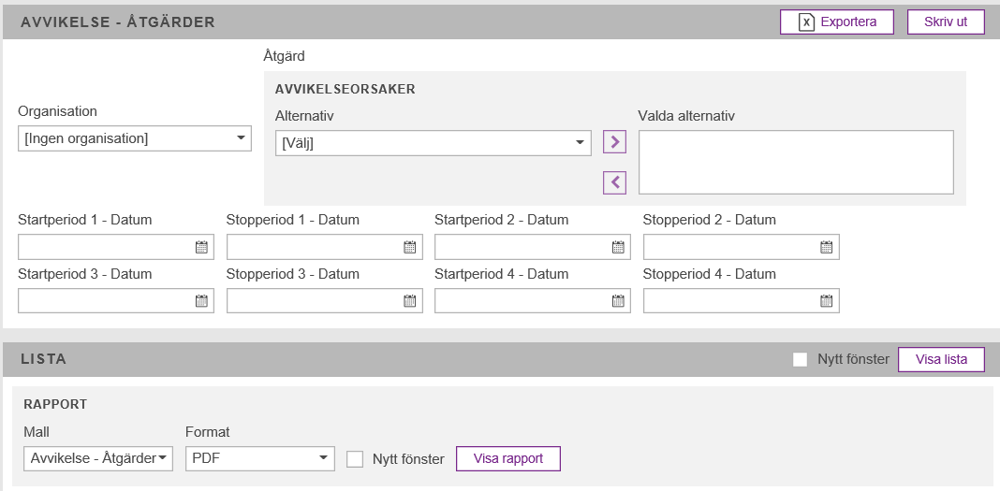 AVVIKELSE - ÅTGÄRDER
Exportera
Skriv ut
Åtgärd
AVVIKELSEORSAKER
Organisation
Alternativ
Valda alternativ
[Ingen organisation]
[Välj]
Startperiod 1 - Datum
Stopperiod 1 - Datum
Startperiod 2 - Datum
Stopperiod 2 - Datum
Startperiod 3 - Datum
Stopperiod 3 - Datum
Startperiod 4 - Datum
Stopperiod 4 - Datum
LISTA
Nytt fönster
Visa lista
RAPPORT
Mall
Format
Avvikelse - Åtgärder
PDF
Nytt fönster
Visa rapport